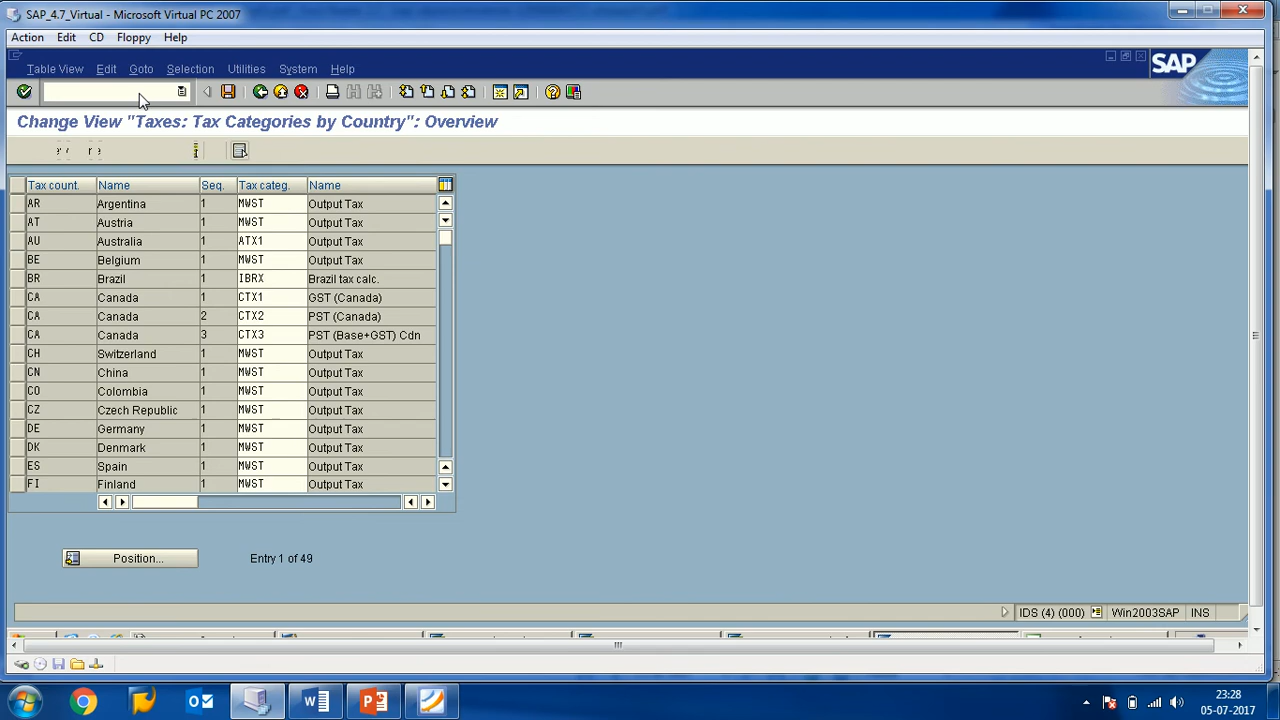 SAP_4.7_Virtual - Microsoft Virtual PC 2007
Action Edit CD Floppy Help
Table View Edit Goto Selection Utilities System Help
SAP
Change View "Taxes: Tax Categories by Country": Overview
Tax count. Name Seq. Tax categ. Name
AR Argentina 1 MWST Output Tax
AT Austria 1 MWST Output Tax
AU Australia 1 ATX1 Output Tax
BE Belgium 1 MWST Output Tax
BR Brazil 1 IBRX Brazil tax calc.
CA Canada 1 CTX1 GST (Canada)
CA Canada 2 CTX2 PST (Canada)
CA Canada 3 CTX3 PST (Base+GST) Cdn
CH Switzerland 1 MWST Output Tax
CN China 1 MWST Output Tax
CO Colombia 1 MWST Output Tax
CZ Czech Republic 1 MWST Output Tax
DE Germany 1 MWST Output Tax
DK Denmark 1 MWST Output Tax
ES Spain 1 MWST Output Tax
FI Finland 1 MWST Output Tax
Position... Entry 1 of 49
IDS (4) (000) Win2003SAP INS
23:28
05-07-2017